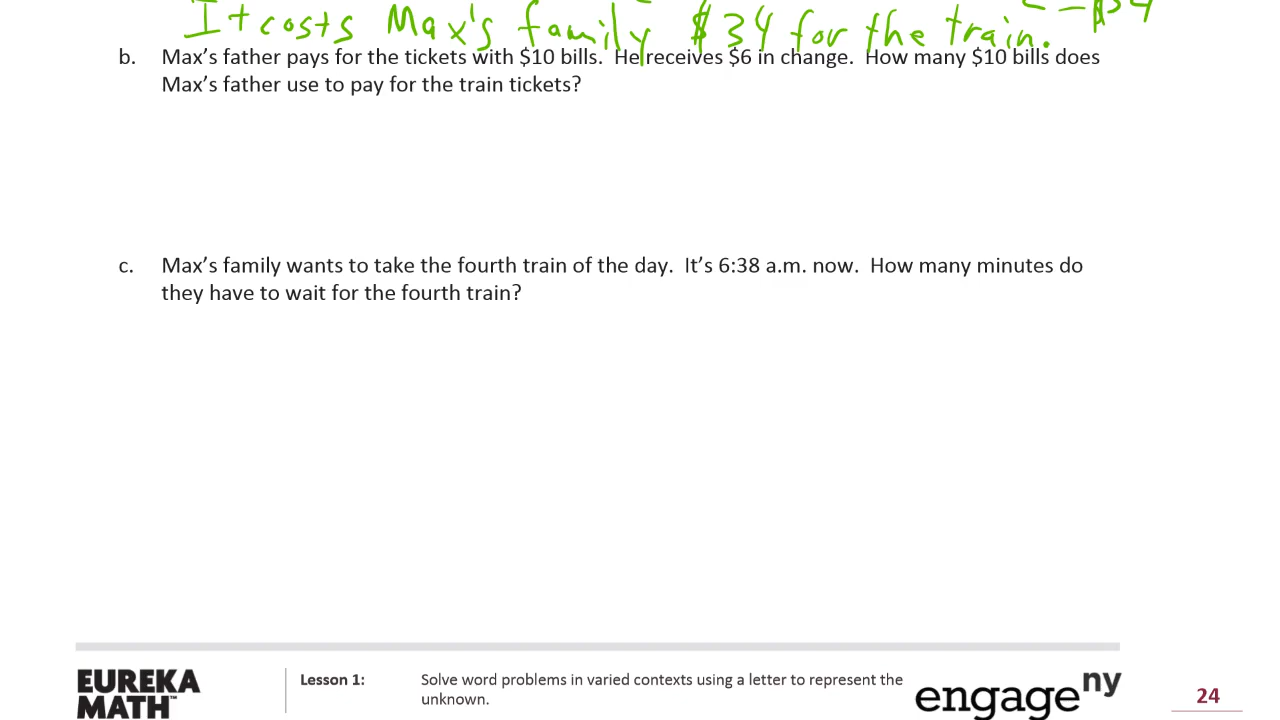 It costs Max's family $34 for the train. = $34
b. Max's father pays for the tickets with $10 bills. He receives $6 in change. How many $10 bills does
Max's father use to pay for the train tickets?
c. Max's family wants to take the fourth train of the day. It's 6:38 a.m. now. How many minutes do
they have to wait for the fourth train?
EUREKA
MATH™
Lesson 1:
Solve word problems in varied contexts using a letter to represent the
unknown.
engage ny
24